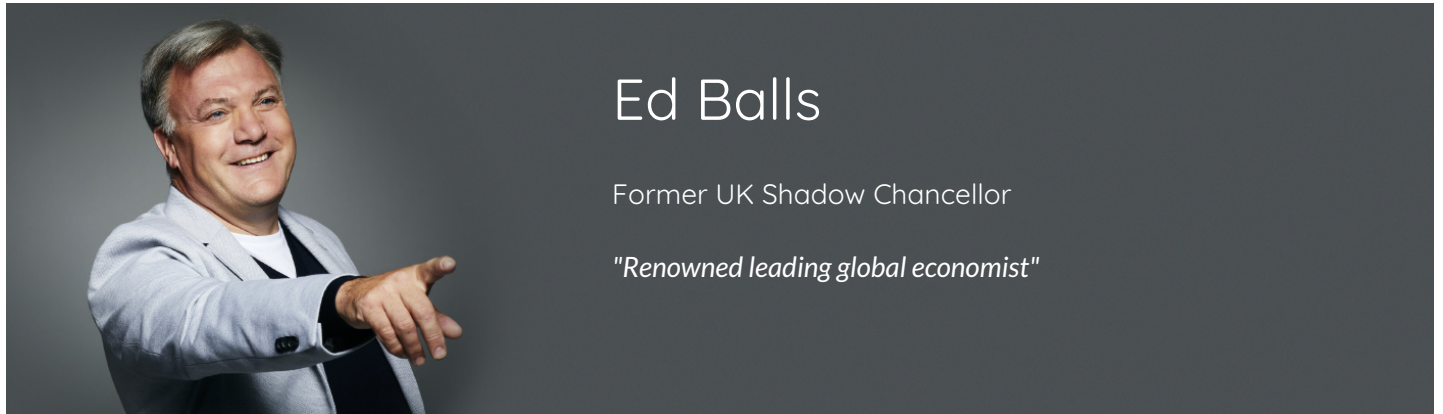 Ed Balls
Former UK Shadow Chancellor
"Renowned leading global economist"